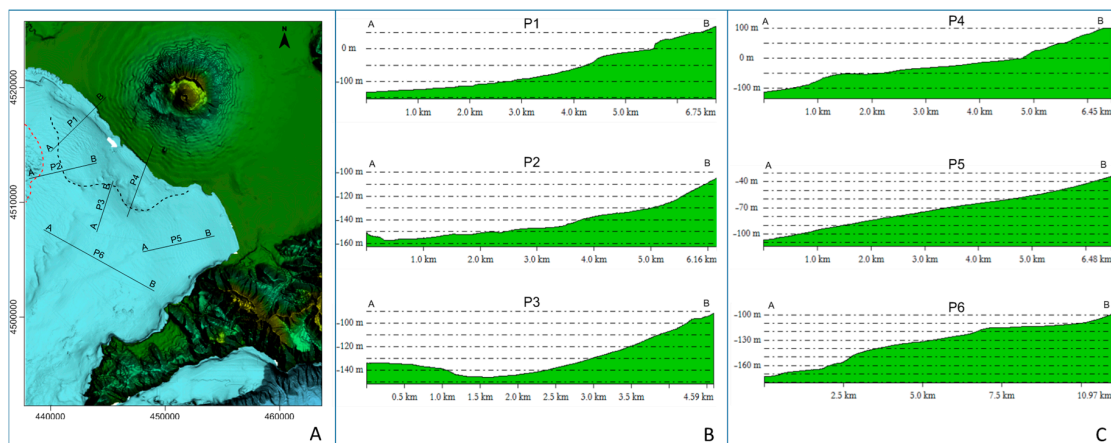 4520000
4510000
4500000
440000
450000
460000
N
B
P1
A
A
P2
B
P4
B
P3
A
A
P5
B
P6
B
A
A
P1
B
0 m
-100 m
1.0 km
2.0 km
3.0 km
4.0 km
5.0 km
6.75 km
A
P2
B
-100 m
-120 m
-140 m
-160 m
1.0 km
2.0 km
3.0 km
4.0 km
5.0 km
6.16 km
A
P3
B
-100 m
-120 m
-140 m
0.5 km
1.0 km
1.5 km
2.0 km
2.5 km
3.0 km
3.5 km
4.59 km
B
A
P4
B
100 m
0 m
-100 m
1.0 km
2.0 km
3.0 km
4.0 km
5.0 km
6.45 km
A
P5
B
-40 m
-70 m
-100 m
1.0 km
2.0 km
3.0 km
4.0 km
5.0 km
6.48 km
A
P6
B
-100 m
-130 m
-160 m
2.5 km
5.0 km
7.5 km
10.97 km
C